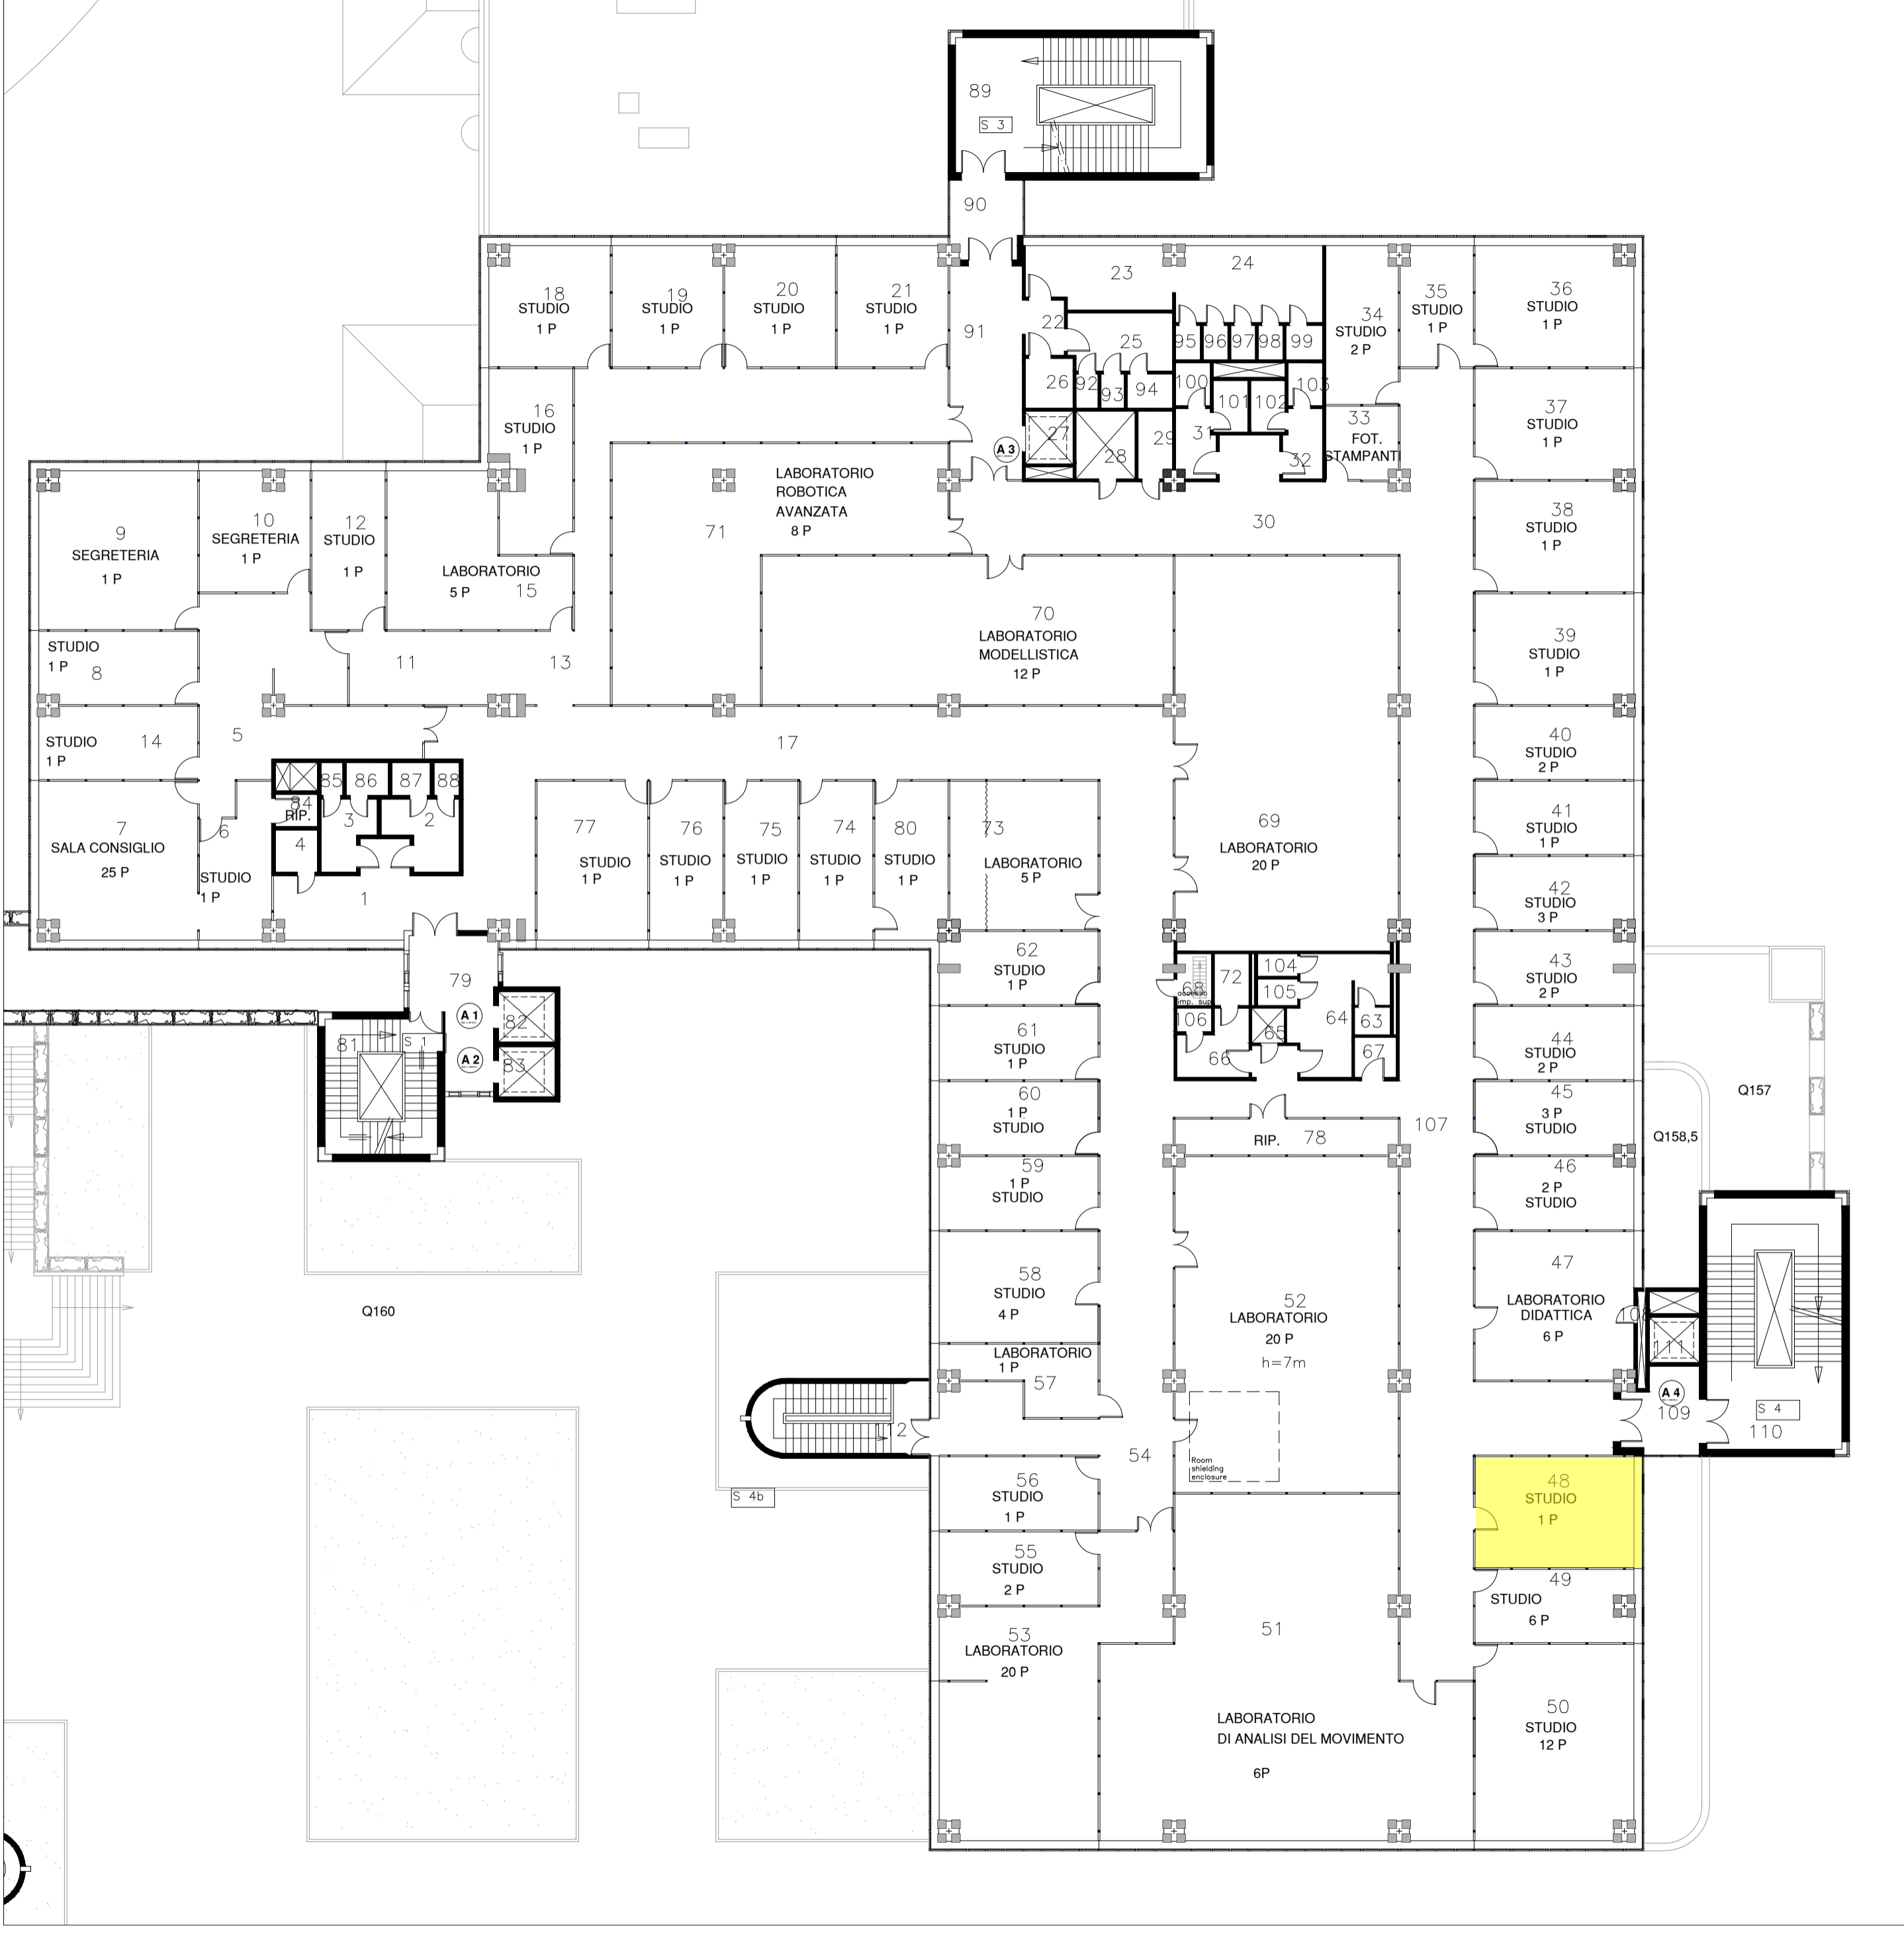 89
S 3
90
18
STUDIO
1 P
19
STUDIO
1 P
20
STUDIO
1 P
21
STUDIO
1 P
91
22
23
24
25
26
92
93
94
95
96
97
98
99
100
101
102
103
27
28
29
31
32
A 3
34
STUDIO
2 P
33
FOT.
STAMPANTI
35
STUDIO
1 P
36
STUDIO
1 P
37
STUDIO
1 P
16
STUDIO
1 P
9
SEGRETERIA
1 P
10
SEGRETERIA
1 P
12
STUDIO
1 P
LABORATORIO
5 P
15
71
LABORATORIO
ROBOTICA
AVANZATA
8 P
30
38
STUDIO
1 P
70
LABORATORIO
MODELLISTICA
12 P
39
STUDIO
1 P
STUDIO
1 P
8
11
13
STUDIO
1 P
14
5
17
40
STUDIO
2 P
7
SALA CONSIGLIO
25 P
6
STUDIO
1 P
84
RIP.
4
85
86
87
88
3
2
1
77
STUDIO
1 P
76
STUDIO
1 P
75
STUDIO
1 P
74
STUDIO
1 P
80
STUDIO
1 P
73
LABORATORIO
5 P
69
LABORATORIO
20 P
41
STUDIO
1 P
42
STUDIO
3 P
79
A 1
A 2
82
83
81
S 1
62
STUDIO
1 P
61
STUDIO
1 P
60
1 P
STUDIO
59
1 P
STUDIO
68
imp. sup.
72
104
105
106
65
66
64
63
67
43
STUDIO
2 P
44
STUDIO
2 P
45
3 P
STUDIO
46
2 P
STUDIO
107
RIP.
78
Q157
Q158,5
Q160
58
STUDIO
4 P
LABORATORIO
1 P
57
52
LABORATORIO
20 P
h=7m
Room
shielding
enclosure
47
LABORATORIO
DIDATTICA
6 P
111
A 4
109
S 4
110
S 4b
54
56
STUDIO
1 P
55
STUDIO
2 P
48
STUDIO
1 P
49
STUDIO
6 P
53
LABORATORIO
20 P
51
LABORATORIO
DI ANALISI DEL MOVIMENTO
6P
50
STUDIO
12 P